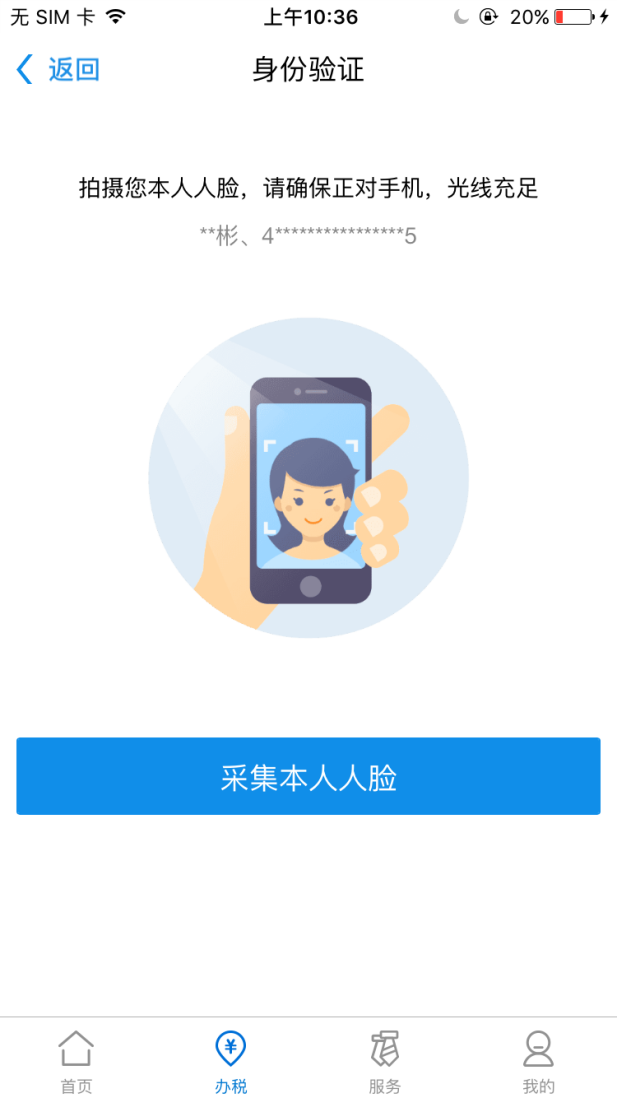 无 SIM 卡 上午10:36 20%
返回 身份验证
拍摄您本人人脸，请确保正对手机，光线充足
**彬、4****************5
采集本人人脸
首页 办税 服务 我的